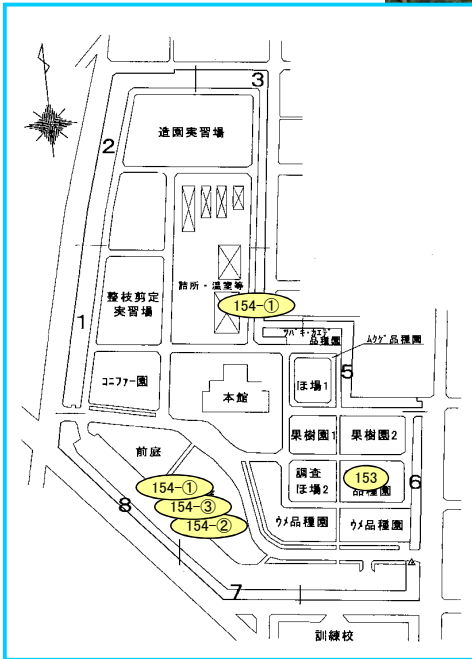 3
造園実習場
2
詰所・温室等
整枝剪定
実習場
154-①
ツバキ・カエデ
品種園
ムクゲ品種園
1
コニファー園
本館
ほ場1
5
前庭
果樹園1
果樹園2
調査
ほ場2
153
品種園
6
154-①
154-③
154-②
8
ウメ品種園
ウメ品種園
7
訓練校